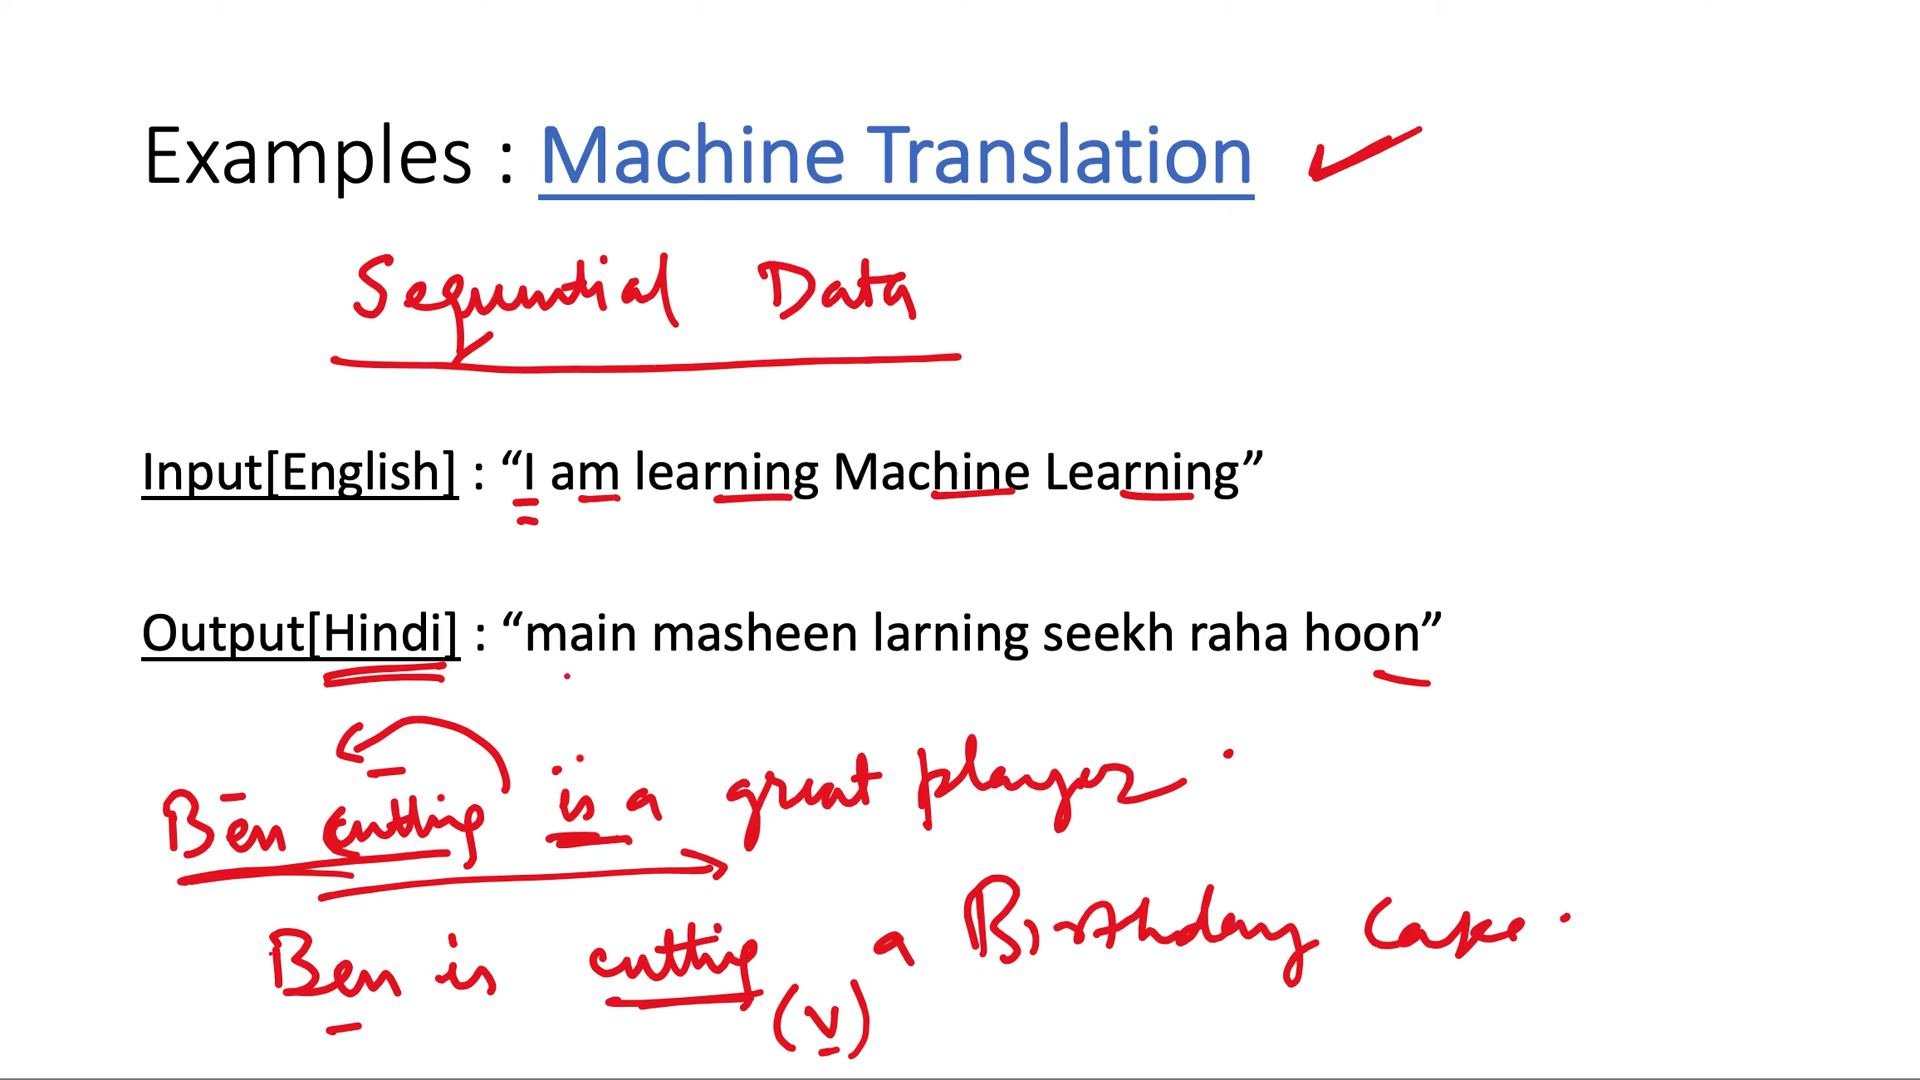 Examples : Machine Translation
Sequential Data
Input[English] : “I am learning Machine Learning”
Output[Hindi] : “main masheen larning seekh raha hoon”
Ben cutting is a great player.
Ben is cutting a Birthday Cake.
(v)